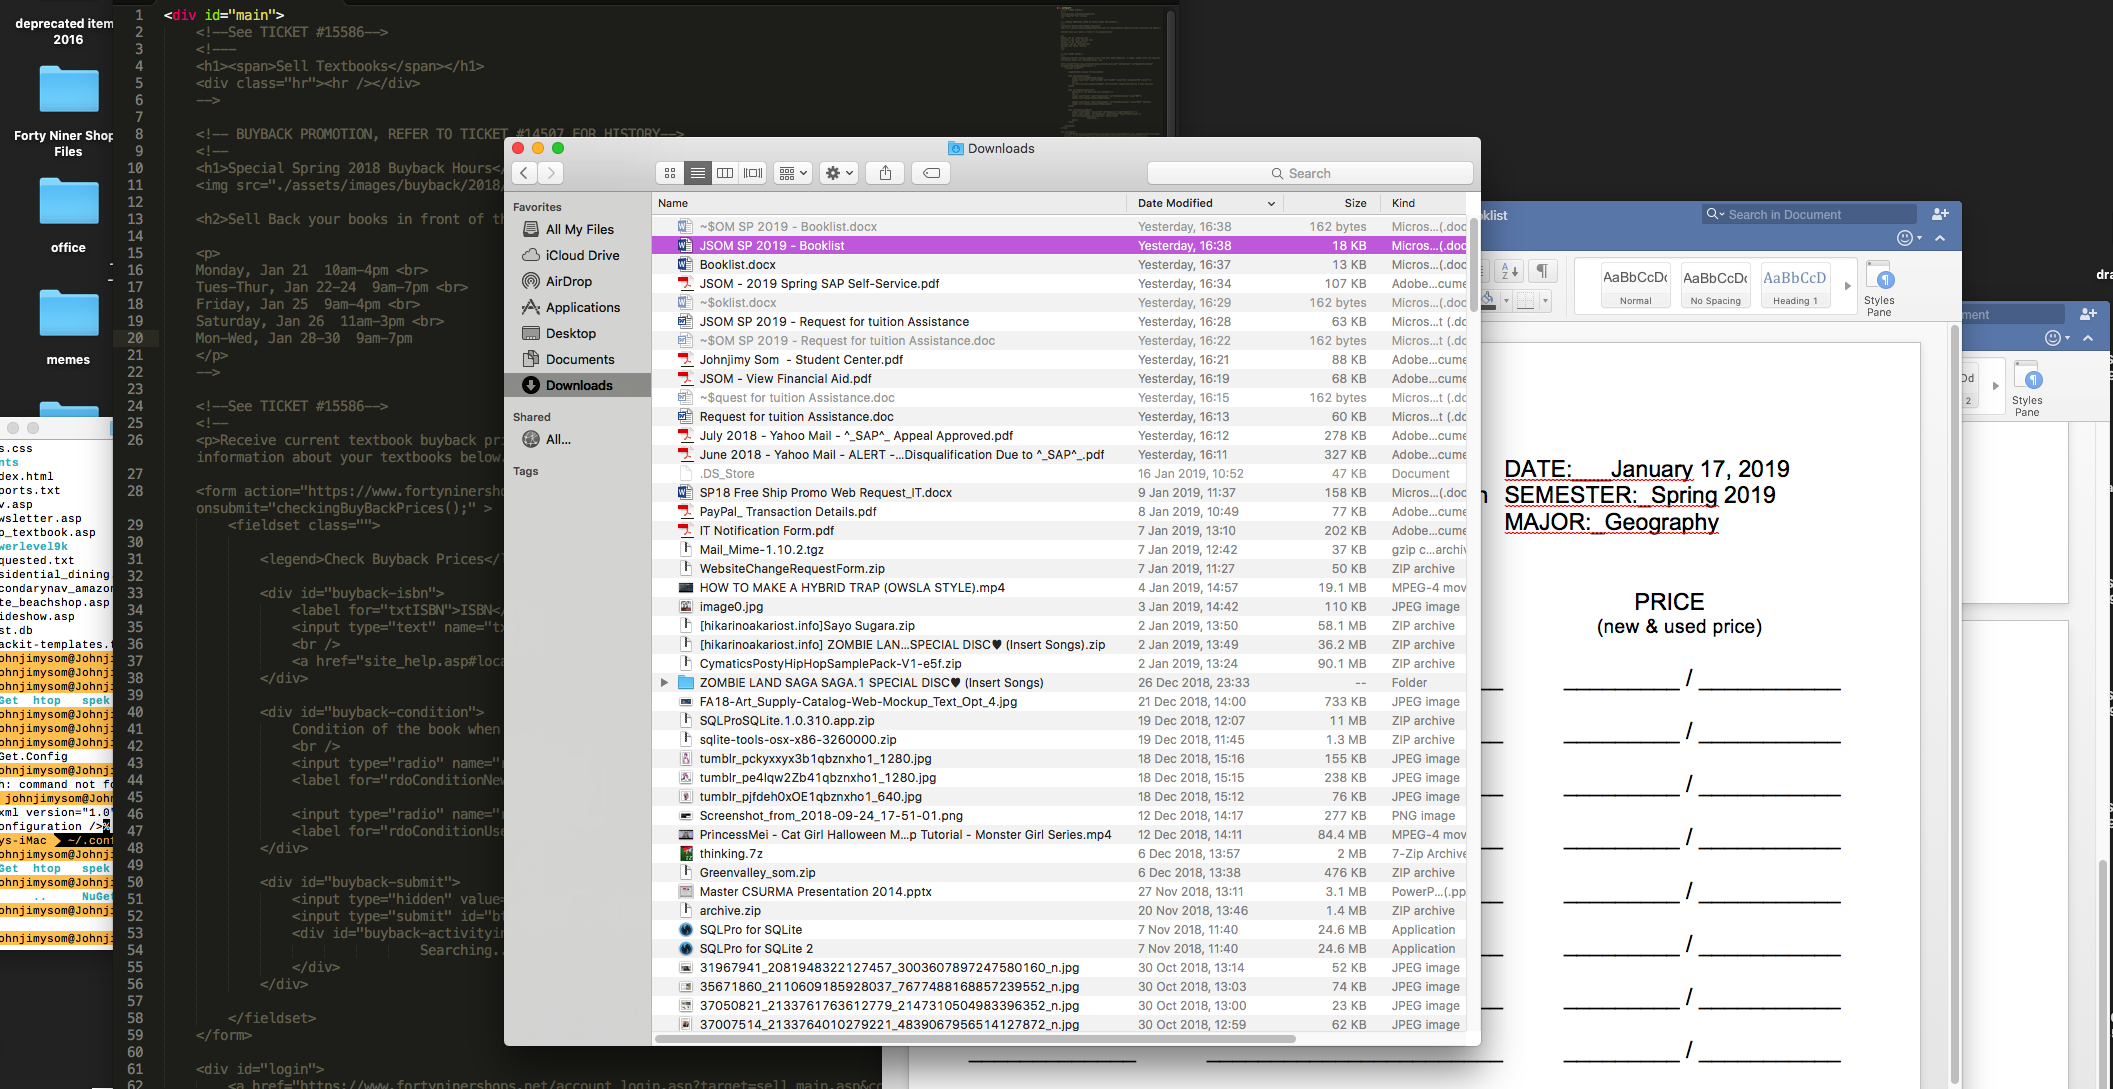 deprecated item
2016
Forty Niner Shop
Files
office
memes
1 <div id="main">
2 <!--See TICKET #15586-->
3 <!---
4 <h1><span>Sell Textbooks</span></h1>
5 <div class="hr"><hr /></div>
6 -->
7
8 <!-- BUYBACK PROMOTION, REFER TO TICKET #14507 FOR HISTORY-->
9 <!--
10 <h1>Special Spring 2018 Buyback Hours</
11 <img src="./assets/images/buyback/2018/
12
13 <h2>Sell Back your books in front of th
14
15 <p>
16 Monday, Jan 21 10am-4pm <br>
17 Tues-Thur, Jan 22-24 9am-7pm <br>
18 Friday, Jan 25 9am-4pm <br>
19 Saturday, Jan 26 11am-3pm <br>
20 Mon-Wed, Jan 28-30 9am-7pm
21 </p>
22 -->
23
24 <!--See TICKET #15586-->
25 <!--
26 <p>Receive current textbook buyback pri
information about your textbooks below.
27
28 <form action="https://www.fortyninershop
onsubmit="checkingBuyBackPrices();" >
29 <fieldset class="">
30
31 <legend>Check Buyback Prices</
32
33 <div id="buyback-isbn">
34 <label for="txtISBN">ISBN</
35 <input type="text" name="tx
36 <br />
37 <a href="site_help.asp#loca
38 </div>
39
40 <div id="buyback-condition">
41 Condition of the book when
42 <br />
43 <input type="radio" name="
44 <label for="rdoConditionNew
45
46 <input type="radio" name="
47 <label for="rdoConditionUse
48 </div>
49
50 <div id="buyback-submit">
51 <input type="hidden" value=
52 <input type="submit" id="b
53 <div id="buyback-activityin
54 Searching..
55 </div>
56 </div>
57
58 </fieldset>
59 </form>
60
61 <div id="login">
62 <a href="https://www.fortyninershops.net/account_login.asp?target=sell_main.asp&c
s.css
nts
dex.html
ports.txt
v.asp
wsletter.asp
p_textbook.asp
werlevel9k
quested.txt
sidential_dining.
condarynav_amazon
te_beachshop.asp
ideshow.asp
st.db
ackit-templates.t
ohnjimysom@Johnji
ohnjimysom@Johnji
ohnjimysom@Johnji
Get htop spek
ohnjimysom@Johnji
ohnjimysom@Johnji
ohnjimysom@Johnji
Get.Config
ohnjimysom@Johnji
h: command not fo
johnjimysom@John
xml version="1.0"
onfiguration />%
ys-iMac ~/.conf
ohnjimysom@Johnji
Get htop spek
ohnjimysom@Johnji
.. NuGet
ohnjimysom@Johnji
ohnjimysom@Johnji
Downloads
Search
Favorites
All My Files
iCloud Drive
AirDrop
Applications
Desktop
Documents
Downloads
Shared
All...
Tags
Name Date Modified Size Kind
~$OM SP 2019 - Booklist.docx Yesterday, 16:38 162 bytes Micros...(.doc
JSOM SP 2019 - Booklist Yesterday, 16:38 18 KB Micros...(.doc
Booklist.docx Yesterday, 16:37 13 KB Micros...(.doc
JSOM - 2019 Spring SAP Self-Service.pdf Yesterday, 16:34 107 KB Adobe...cume
~$oklist.docx Yesterday, 16:29 162 bytes Micros...(.doc
JSOM SP 2019 - Request for tuition Assistance Yesterday, 16:28 63 KB Micros...t (.dc
~$OM SP 2019 - Request for tuition Assistance.doc Yesterday, 16:22 162 bytes Micros...t (.dc
Johnjimy Som - Student Center.pdf Yesterday, 16:21 88 KB Adobe...cume
JSOM - View Financial Aid.pdf Yesterday, 16:19 68 KB Adobe...cume
~$quest for tuition Assistance.doc Yesterday, 16:15 162 bytes Micros...t (.dc
Request for tuition Assistance.doc Yesterday, 16:13 60 KB Micros...t (.dc
July 2018 - Yahoo Mail - ^_SAP^_ Appeal Approved.pdf Yesterday, 16:12 278 KB Adobe...cume
June 2018 - Yahoo Mail - ALERT -...Disqualification Due to ^_SAP^_.pdf Yesterday, 16:11 327 KB Adobe...cume
.DS_Store 16 Jan 2019, 10:52 47 KB Document
SP18 Free Ship Promo Web Request_IT.docx 9 Jan 2019, 11:37 158 KB Micros...(.doc
PayPal_ Transaction Details.pdf 8 Jan 2019, 10:49 77 KB Adobe...cume
IT Notification Form.pdf 7 Jan 2019, 13:10 202 KB Adobe...cume
Mail_Mime-1.10.2.tgz 7 Jan 2019, 12:42 37 KB gzip c...archiv
WebsiteChangeRequestForm.zip 7 Jan 2019, 11:27 50 KB ZIP archive
HOW TO MAKE A HYBRID TRAP (OWSLA STYLE).mp4 4 Jan 2019, 14:57 19.1 MB MPEG-4 mov
image0.jpg 3 Jan 2019, 14:42 110 KB JPEG image
[hikarinoakariost.info]Sayo Sugara.zip 2 Jan 2019, 13:50 58.1 MB ZIP archive
[hikarinoakariost.info] ZOMBIE LAN...SPECIAL DISC♥ (Insert Songs).zip 2 Jan 2019, 13:49 36.2 MB ZIP archive
CymaticsPostyHipHopSamplePack-V1-e5f.zip 2 Jan 2019, 13:24 90.1 MB ZIP archive
ZOMBIE LAND SAGA SAGA.1 SPECIAL DISC♥ (Insert Songs) 26 Dec 2018, 23:33 -- Folder
FA18-Art_Supply-Catalog-Web-Mockup_Text_Opt_4.jpg 21 Dec 2018, 14:00 733 KB JPEG image
SQLProSQLite.1.0.310.app.zip 19 Dec 2018, 12:07 11 MB ZIP archive
sqlite-tools-osx-x86-3260000.zip 19 Dec 2018, 11:45 1.3 MB ZIP archive
tumblr_pckyxxyx3b1qbznxho1_1280.jpg 18 Dec 2018, 15:16 155 KB JPEG image
tumblr_pe4lqw2Zb41qbznxho1_1280.jpg 18 Dec 2018, 15:15 238 KB JPEG image
tumblr_pjfdeh0xOE1qbznxho1_640.jpg 18 Dec 2018, 15:12 76 KB JPEG image
Screenshot_from_2018-09-24_17-51-01.png 12 Dec 2018, 14:17 277 KB PNG image
PrincessMei - Cat Girl Halloween M...p Tutorial - Monster Girl Series.mp4 12 Dec 2018, 14:11 84.4 MB MPEG-4 mov
thinking.7z 6 Dec 2018, 13:57 2 MB 7-Zip Archive
Greenvalley_som.zip 6 Dec 2018, 13:38 476 KB ZIP archive
Master CSURMA Presentation 2014.pptx 27 Nov 2018, 13:11 3.1 MB PowerP...(.pp
archive.zip 20 Nov 2018, 13:46 1.4 MB ZIP archive
SQLPro for SQLite 7 Nov 2018, 11:40 24.6 MB Application
SQLPro for SQLite 2 7 Nov 2018, 11:40 24.6 MB Application
31967941_2081948322127457_3003607897247580160_n.jpg 30 Oct 2018, 13:14 52 KB JPEG image
35671860_2110609185928037_7677488168857239552_n.jpg 30 Oct 2018, 13:03 74 KB JPEG image
37050821_2133761763612779_2147310504983396352_n.jpg 30 Oct 2018, 13:00 23 KB JPEG image
37007514_2133764010279221_4839067956514127872_n.jpg 30 Oct 2018, 12:59 62 KB JPEG image
klist
Search in Document
AaBbCcDc AaBbCcDc AaBbCcD
Normal No Spacing Heading 1
Styles
Pane
DATE:___January 17, 2019
n SEMESTER:_Spring 2019
MAJOR:_Geography
PRICE
(new & used price)
/
/
/
/
/
/
/
/
ment
Dd
2
Styles
Pane
dra